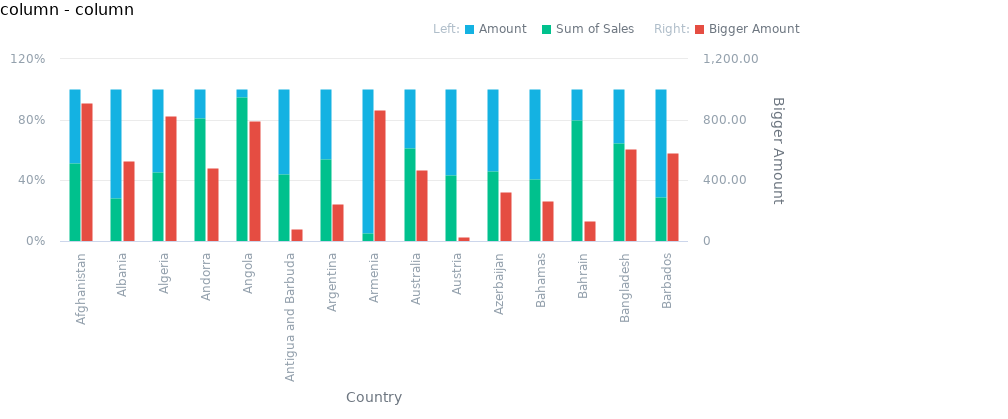 column - column
Left: Amount Sum of Sales Right: Bigger Amount
120% 1,200.00
80% 800.00
40% 400.00
0% 0
Bigger Amount
Afghanistan
Albania
Algeria
Andorra
Angola
Antigua and Barbuda
Argentina
Armenia
Australia
Austria
Azerbaijan
Bahamas
Bahrain
Bangladesh
Barbados
Country